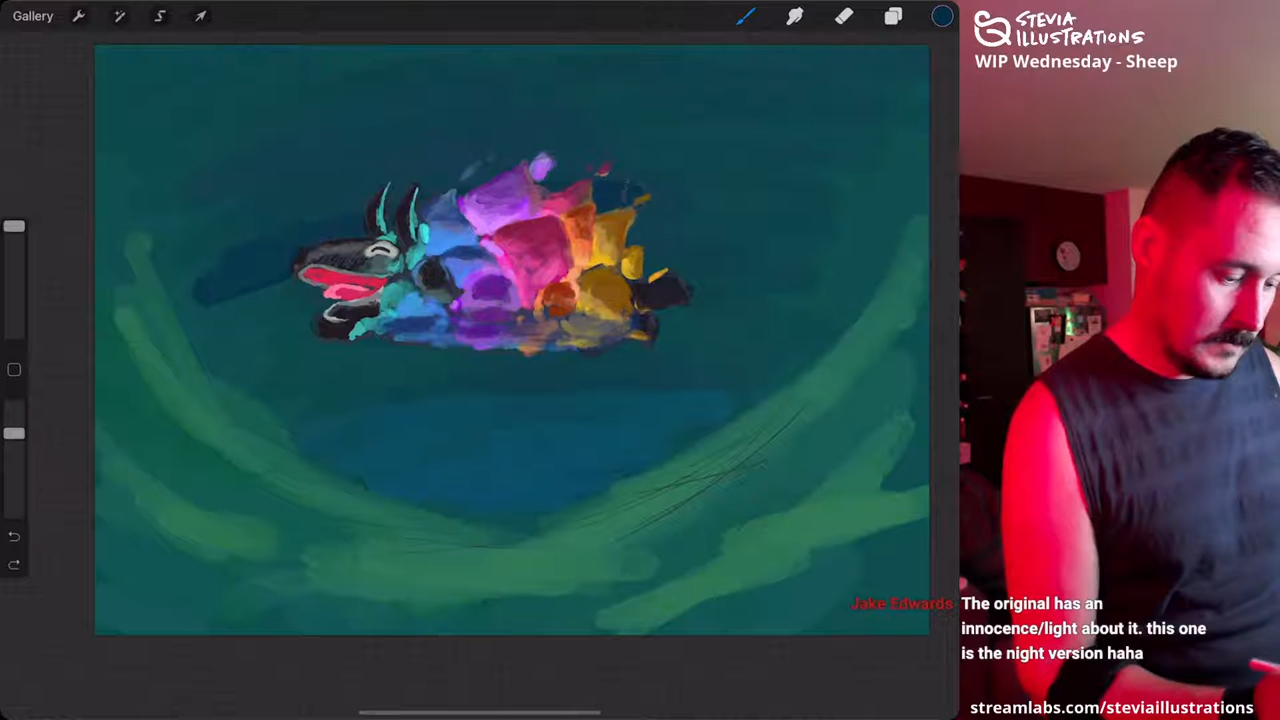 Gallery
STEVIA
ILLUSTRATIONS
WIP Wednesday - Sheep
Jake Edwards
The original has an
innocence/light about it. this one
is the night version haha
streamlabs.com/steviaillustrations